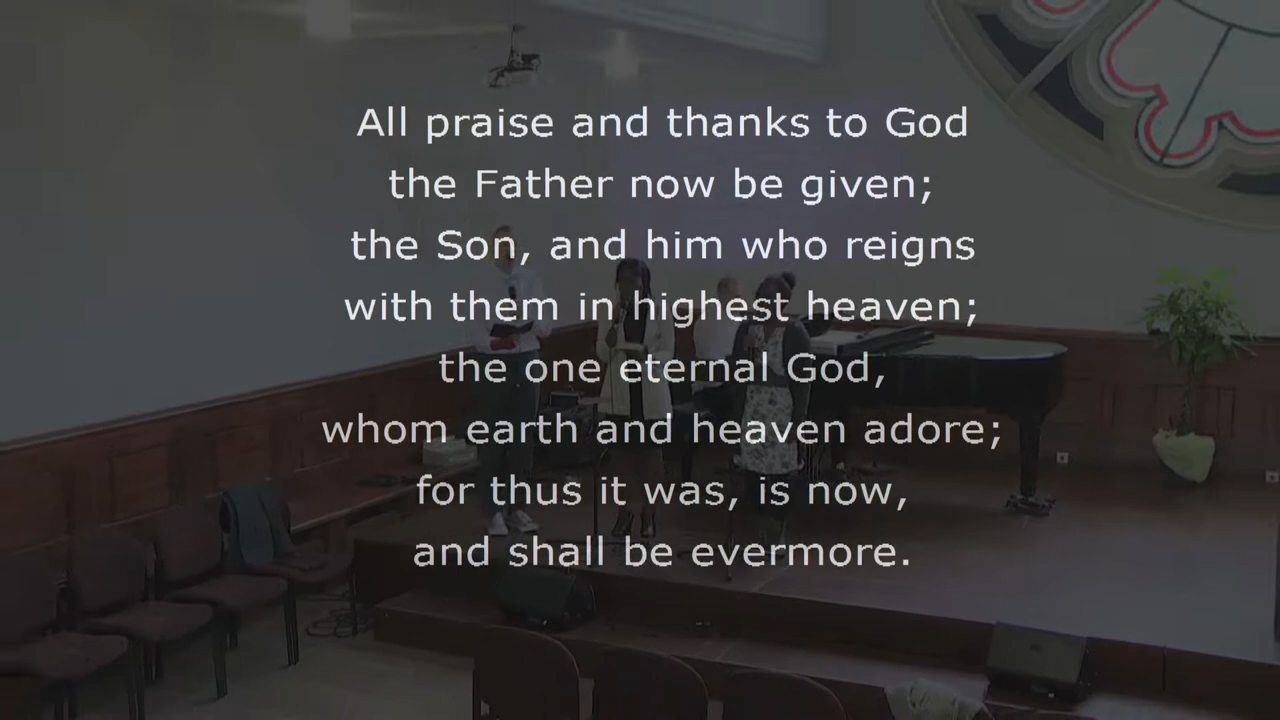 All praise and thanks to God
the Father now be given;
the Son, and him who reigns
with them in highest heaven;
the one eternal God,
whom earth and heaven adore;
for thus it was, is now,
and shall be evermore.